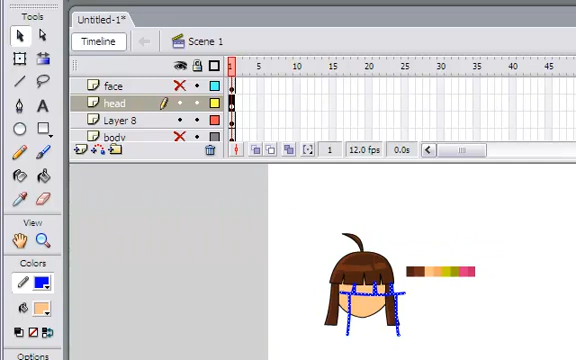 Tools
Untitled-1*
Timeline
Scene 1
1 5 10 15 20 25 30 35 40 45
face
head
Layer 8
body
1 12.0 fps 0.0s
View
Colors
Options
A